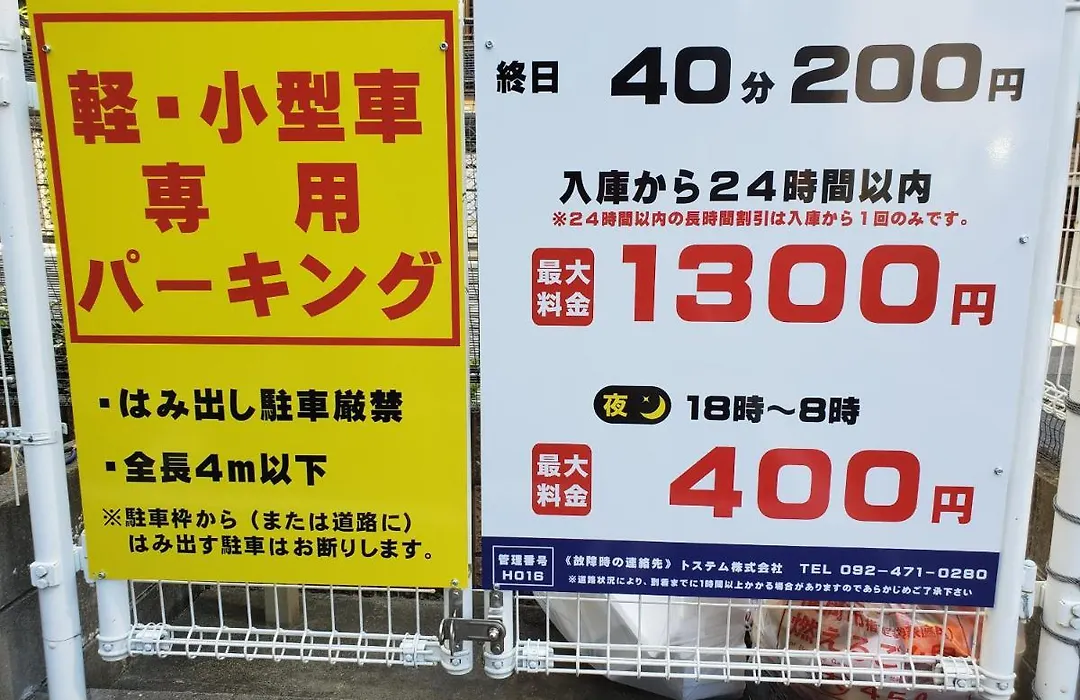 軽・小型車
専用
パーキング
・はみ出し駐車厳禁
・全長4m以下
※駐車枠から（または道路に）
はみ出す駐車はお断りします。
終日 40分 200円
入庫から24時間以内
※24時間以内の長時間割引は入庫から1回のみです。
最大料金 1300円
夜 18時～8時
最大料金 400円
管理番号 H016
《故障時の連絡先》 トステム株式会社 TEL 092-471-0280
※道路状況により、到着までに1時間以上かかる場合がありますのであらかじめご了承下さい